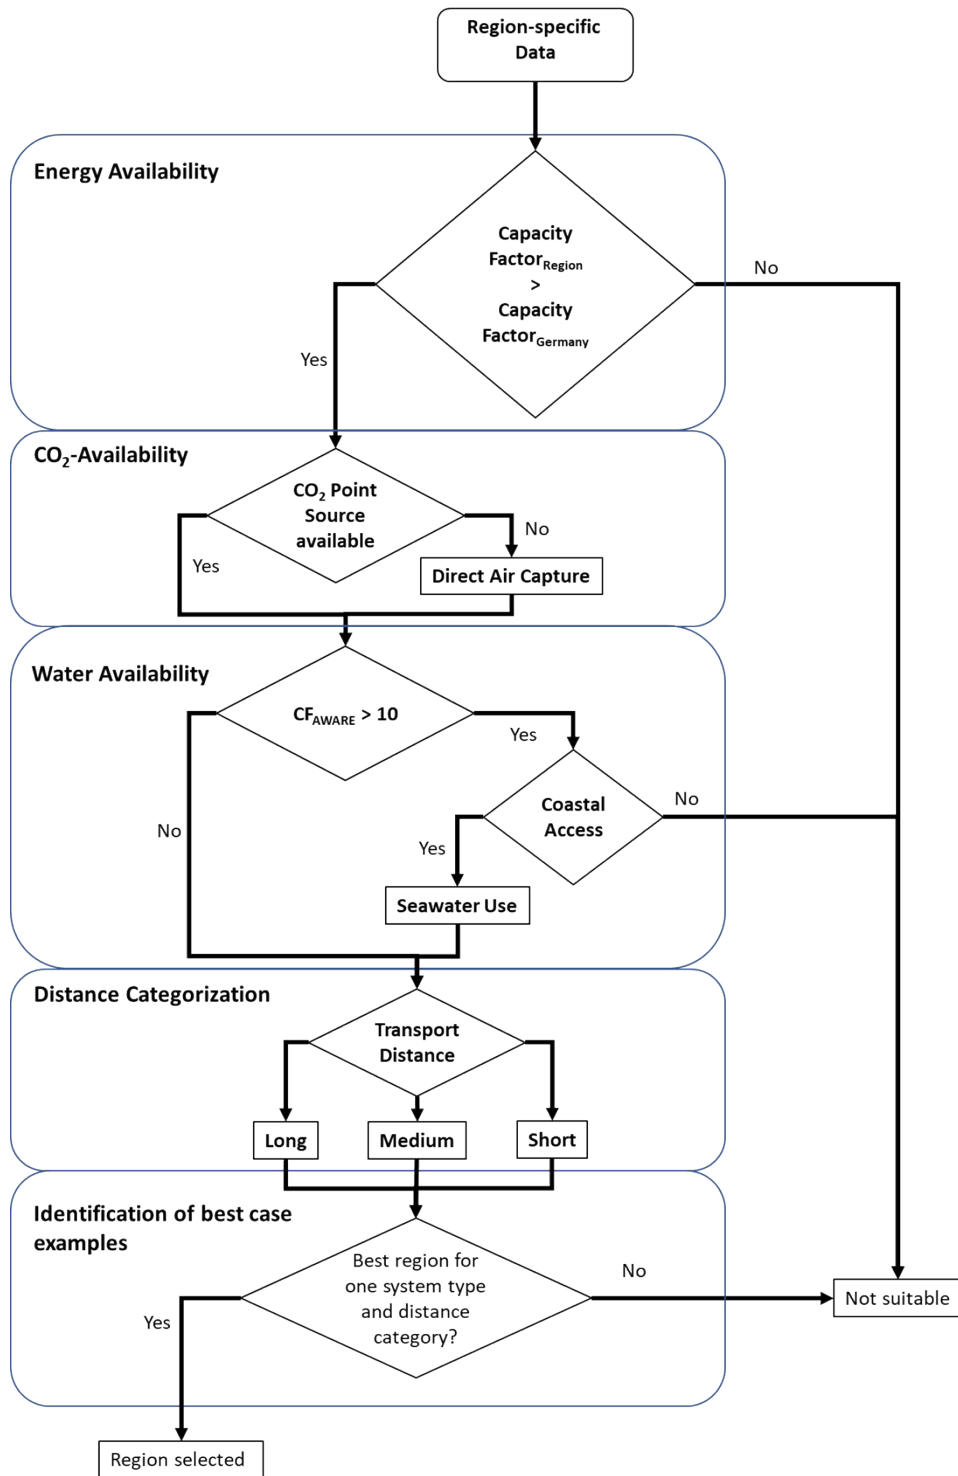 Region-specific
Data
Energy Availability
Capacity
Factor_Region
>
Capacity
Factor_Germany
No
Yes
CO₂-Availability
CO₂ Point
Source
available
No
Yes
Direct Air Capture
Water Availability
CF_AWARE > 10
Yes
Coastal
Access
No
No
Yes
Seawater Use
Distance Categorization
Transport
Distance
Long
Medium
Short
Identification of best case
examples
Best region for
one system type
and distance
category?
No
Not suitable
Yes
Region selected